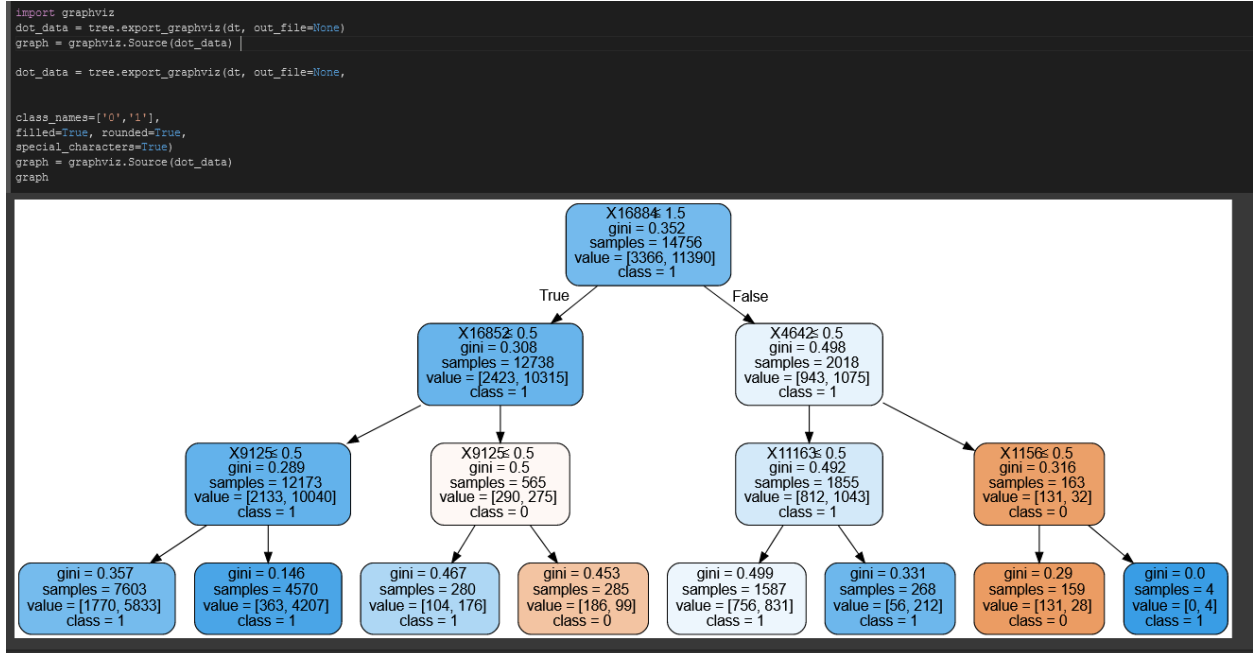 import graphviz
dot_data = tree.export_graphviz(dt, out_file=None)
graph = graphviz.Source(dot_data)
dot_data = tree.export_graphviz(dt, out_file=None,
class_names=['0','1'],
filled=True, rounded=True,
special_characters=True)
graph = graphviz.Source(dot_data)
graph
X16884 ≤ 1.5
gini = 0.352
samples = 14756
value = [3366, 11390]
class = 1
True
False
X16852 ≤ 0.5
gini = 0.308
samples = 12738
value = [2423, 10315]
class = 1
X4642 ≤ 0.5
gini = 0.498
samples = 2018
value = [943, 1075]
class = 1
X9125 ≤ 0.5
gini = 0.289
samples = 12173
value = [2133, 10040]
class = 1
X9125 ≤ 0.5
gini = 0.5
samples = 565
value = [290, 275]
class = 0
X11163 ≤ 0.5
gini = 0.492
samples = 1855
value = [812, 1043]
class = 1
X1156 ≤ 0.5
gini = 0.316
samples = 163
value = [131, 32]
class = 0
gini = 0.357
samples = 7603
value = [1770, 5833]
class = 1
gini = 0.146
samples = 4570
value = [363, 4207]
class = 1
gini = 0.467
samples = 280
value = [104, 176]
class = 1
gini = 0.453
samples = 285
value = [186, 99]
class = 0
gini = 0.499
samples = 1587
value = [756, 831]
class = 1
gini = 0.331
samples = 268
value = [56, 212]
class = 1
gini = 0.29
samples = 159
value = [131, 28]
class = 0
gini = 0.0
samples = 4
value = [0, 4]
class = 1